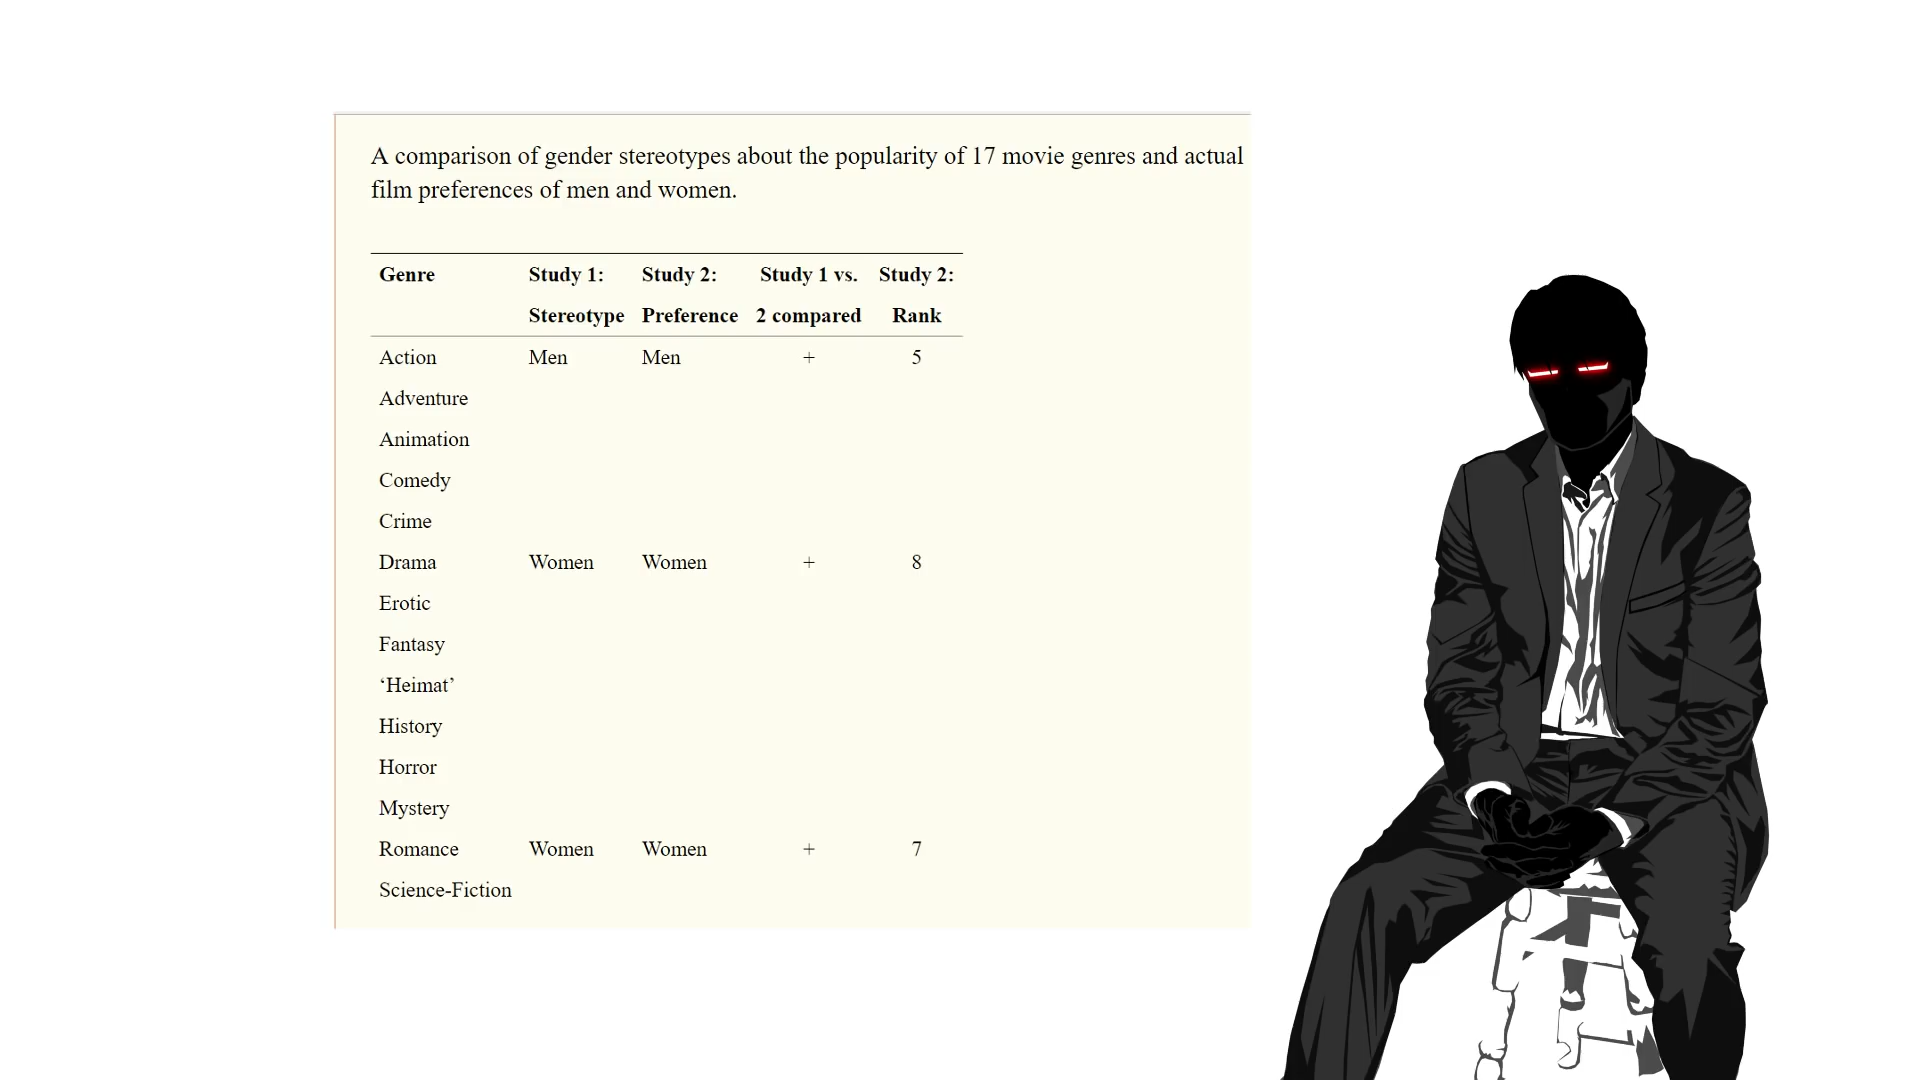 A comparison of gender stereotypes about the popularity of 17 movie genres and actual
film preferences of men and women.
Genre Study 1: Study 2: Study 1 vs. Study 2:
Stereotype Preference 2 compared Rank
Action Men Men + 5
Adventure
Animation
Comedy
Crime
Drama Women Women + 8
Erotic
Fantasy
‘Heimat’
History
Horror
Mystery
Romance Women Women + 7
Science-Fiction